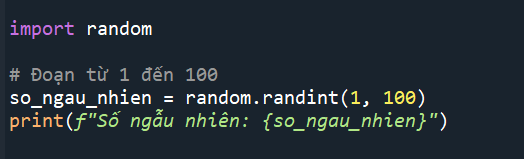 import random
# Đoạn từ 1 đến 100
so_ngau_nhien = random.randint(1, 100)
print(f"Số ngẫu nhiên: {so_ngau_nhien}")